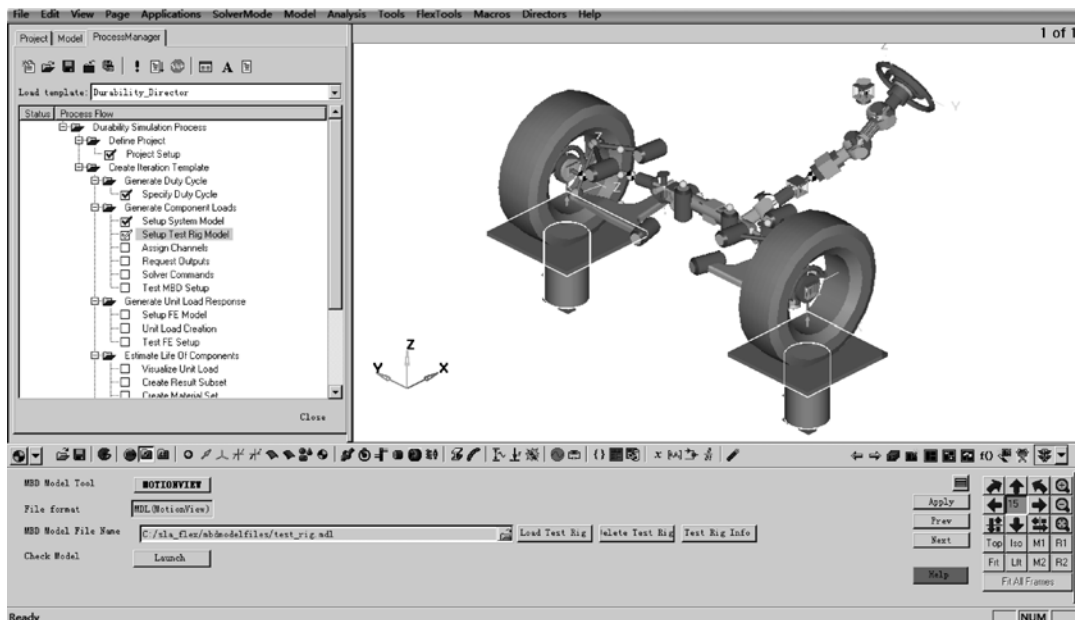 File Edit View Page Applications SolverMode Model Analysis Tools FlexTools Macros Directors Help
Project Model ProcessManager
1 of 1
Load template: Durability_Director
Status Process Flow
Durability Simulation Process
Define Project
Project Setup
Create Iteration Template
Generate Duty Cycle
Specify Duty Cycle
Generate Component Loads
Setup System Model
Setup Test Rig Model
Assign Channels
Request Outputs
Solver Commands
Test MBD Setup
Generate Unit Load Response
Setup FE Model
Unit Load Creation
Test FE Setup
Estimate Life Of Components
Visualize Unit Load
Create Result Subset
Create Material Set
Close
Z
Y
Z
Y
X
MBD Model Tool MOTIONVIEW
File format MDL(MotionView)
MBD Model File Name C:/sla_flex/mbdmodelfiles/test_rig.mdl Load Test Rig Delete Test Rig Test Rig Info
Check Model Launch
Apply
Prev
Next
Help
15
Top Iso M1 R1
Fit M2 R2
Fit All Frames
Ready
NUM